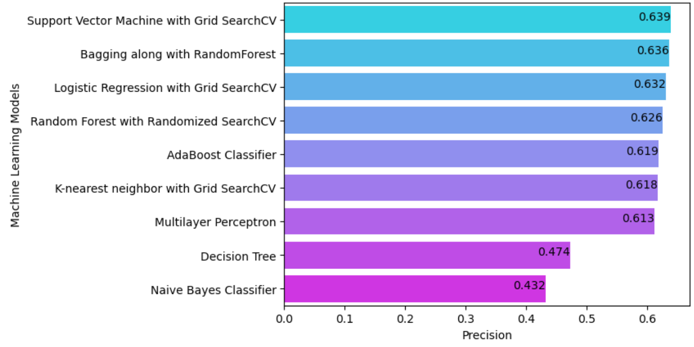 Support Vector Machine with Grid SearchCV 0.639
Bagging along with RandomForest 0.636
Logistic Regression with Grid SearchCV 0.632
Random Forest with Randomized SearchCV 0.626
AdaBoost Classifier 0.619
K-nearest neighbor with Grid SearchCV 0.618
Multilayer Perceptron 0.613
Decision Tree 0.474
Naive Bayes Classifier 0.432
Machine Learning Models
0.0 0.1 0.2 0.3 0.4 0.5 0.6
Precision